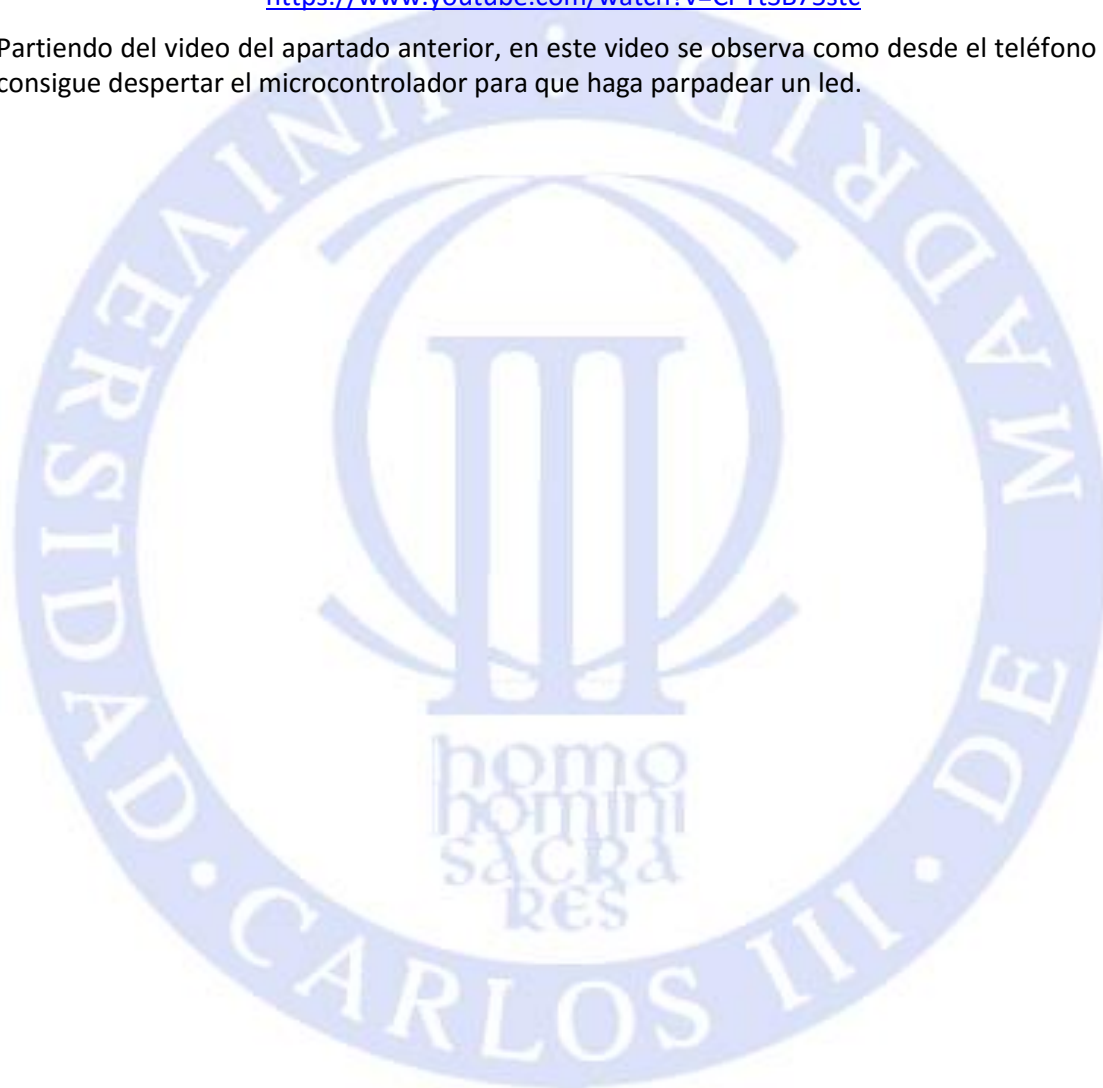 Partiendo del video del apartado anterior, en este video se observa como desde el teléfono
consigue despertar el microcontrolador para que haga parpadear un led.
UNIVERSIDAD · CARLOS III · DE MADRID ·
homo
homini
SACRA
RES